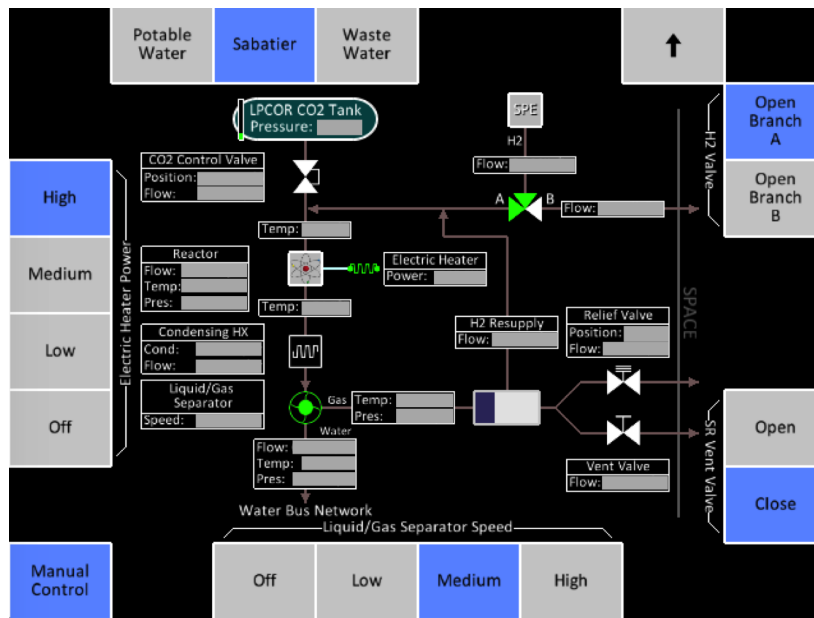 Potable
Water
Sabatier
Waste
Water
LPCOR CO2 Tank
Pressure:
SPE
H2
Flow:
Open
Branch
A
Open
Branch
B
H2 Valve
CO2 Control Valve
Position:
Flow:
A
B
Flow:
High
Medium
Low
Off
Electric Heater Power
Temp:
Reactor
Flow:
Temp:
Pres:
Electric Heater
Power:
Temp:
Condensing HX
Cond:
Flow:
H2 Resupply
Flow:
Relief Valve
Position:
Flow:
SPACE
Liquid/Gas
Separator
Speed:
Gas
Temp:
Pres:
Water
Flow:
Temp:
Pres:
Vent Valve
Flow:
Open
Close
SR Vent Valve
Water Bus Network
Liquid/Gas Separator Speed
Manual
Control
Off
Low
Medium
High